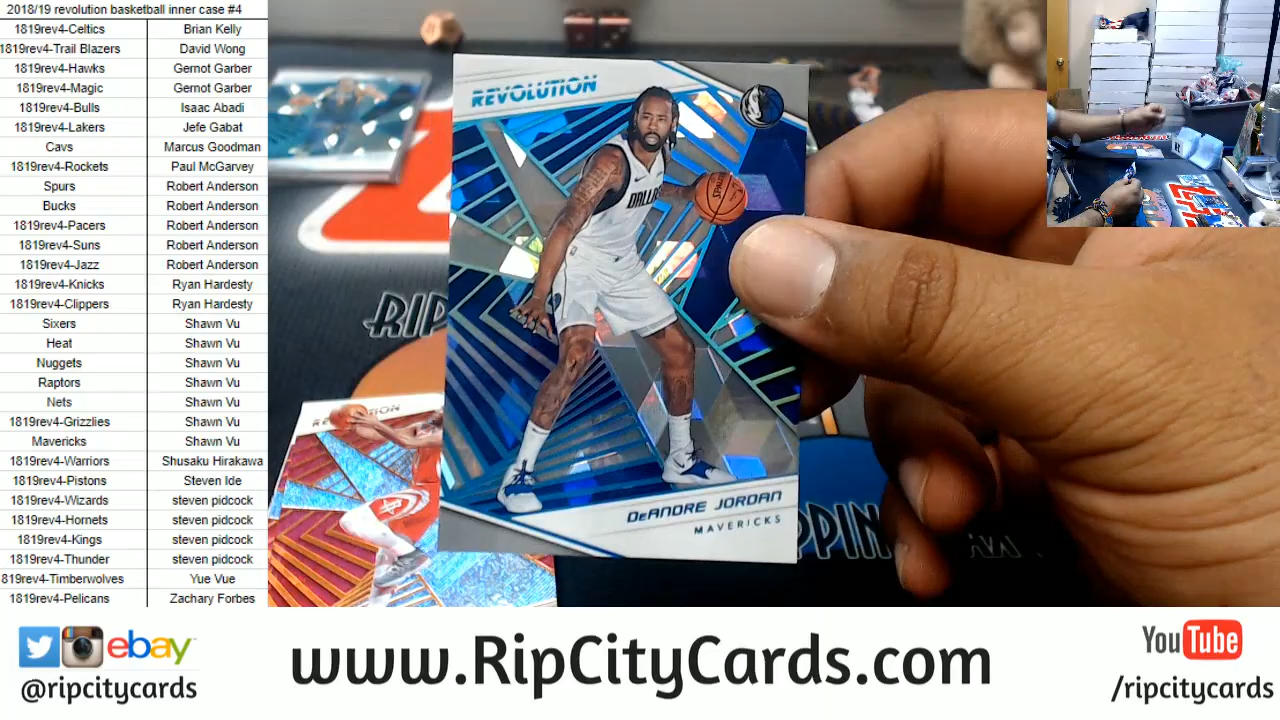 2018/19 revolution basketball inner case #4
1819rev4-Celtics Brian Kelly
1819rev4-Trail Blazers David Wong
1819rev4-Hawks Gernot Garber
1819rev4-Magic Gernot Garber
1819rev4-Bulls Isaac Abadi
1819rev4-Lakers Jefe Gabat
Cavs Marcus Goodman
1819rev4-Rockets Paul McGarvey
Spurs Robert Anderson
Bucks Robert Anderson
1819rev4-Pacers Robert Anderson
1819rev4-Suns Robert Anderson
1819rev4-Jazz Robert Anderson
1819rev4-Knicks Ryan Hardesty
1819rev4-Clippers Ryan Hardesty
Sixers Shawn Vu
Heat Shawn Vu
Nuggets Shawn Vu
Raptors Shawn Vu
Nets Shawn Vu
1819rev4-Grizzlies Shawn Vu
Mavericks Shawn Vu
1819rev4-Warriors Shusaku Hirakawa
1819rev4-Pistons Steven Ide
1819rev4-Wizards steven pidcock
1819rev4-Hornets steven pidcock
1819rev4-Kings steven pidcock
1819rev4-Thunder steven pidcock
819rev4-Timberwolves Yue Vue
1819rev4-Pelicans Zachary Forbes
REVOLUTION
DALLAS
SPALDING
DeANDRE JORDAN
MAVERICKS
RIP
PPIN
REVOLUTION
ebay
@ripcitycards
www.RipCityCards.com
YouTube
/ripcitycards